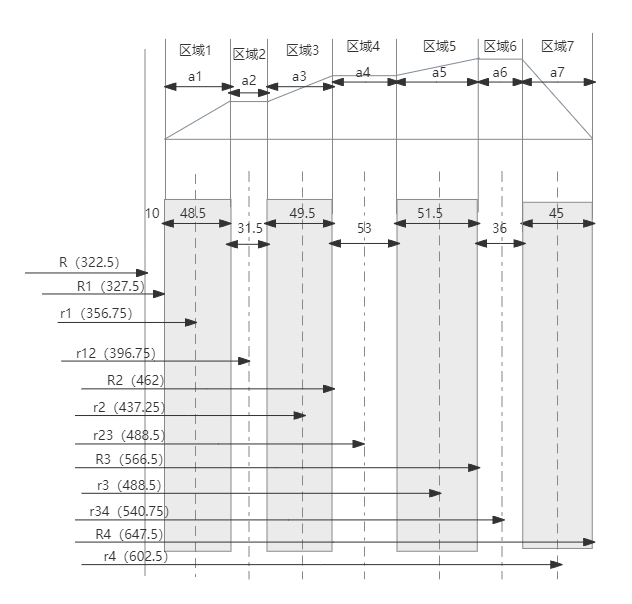 区域1 区域2 区域3 区域4 区域5 区域6 区域7
a1 a2 a3 a4 a5 a6 a7
10 48.5 31.5 49.5 53 51.5 36 45
R（322.5）
R1（327.5）
r1（356.75）
r12（396.75）
R2（462）
r2（437.25）
r23（488.5）
R3（566.5）
r3（488.5）
r34（540.75）
R4（647.5）
r4（602.5）